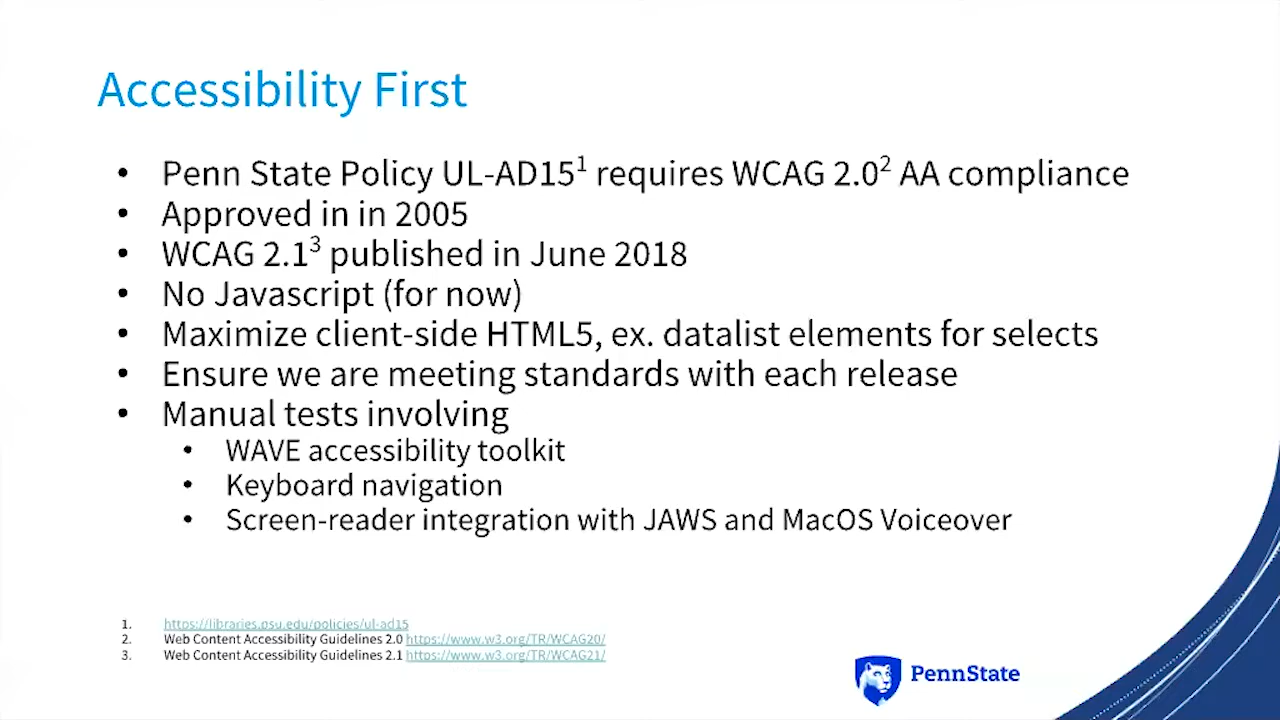 Accessibility First
• Penn State Policy UL-AD15¹ requires WCAG 2.0² AA compliance
• Approved in in 2005
• WCAG 2.1³ published in June 2018
• No Javascript (for now)
• Maximize client-side HTML5, ex. datalist elements for selects
• Ensure we are meeting standards with each release
• Manual tests involving
• WAVE accessibility toolkit
• Keyboard navigation
• Screen-reader integration with JAWS and MacOS Voiceover
1. https://libraries.psu.edu/policies/ul-ad15
2. Web Content Accessibility Guidelines 2.0 https://www.w3.org/TR/WCAG20/
3. Web Content Accessibility Guidelines 2.1 https://www.w3.org/TR/WCAG21/
PennState